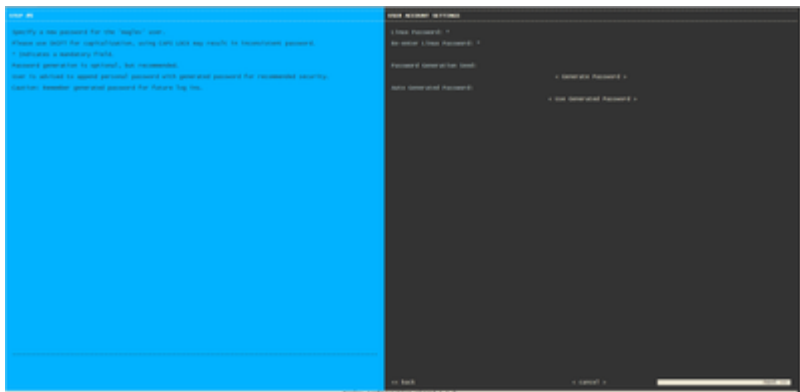 Specify a new password for the 'eagles' user.
Please use SHIFT for capitalization, using CAPS LOCK may result in inconsistent password.
* indicates a mandatory field.
Password generation is optional, but recommended.
User is advised to append personal password with generated password for recommended security.
Caution: Remember generated password for future log ins.
USER ACCOUNT SETTINGS
Linux Password: *
Re-enter Linux Password: *
Password Generation Seed:
< Generate Password >
Auto Generated Password:
< Use Generated Password >
<< Back
< Cancel >